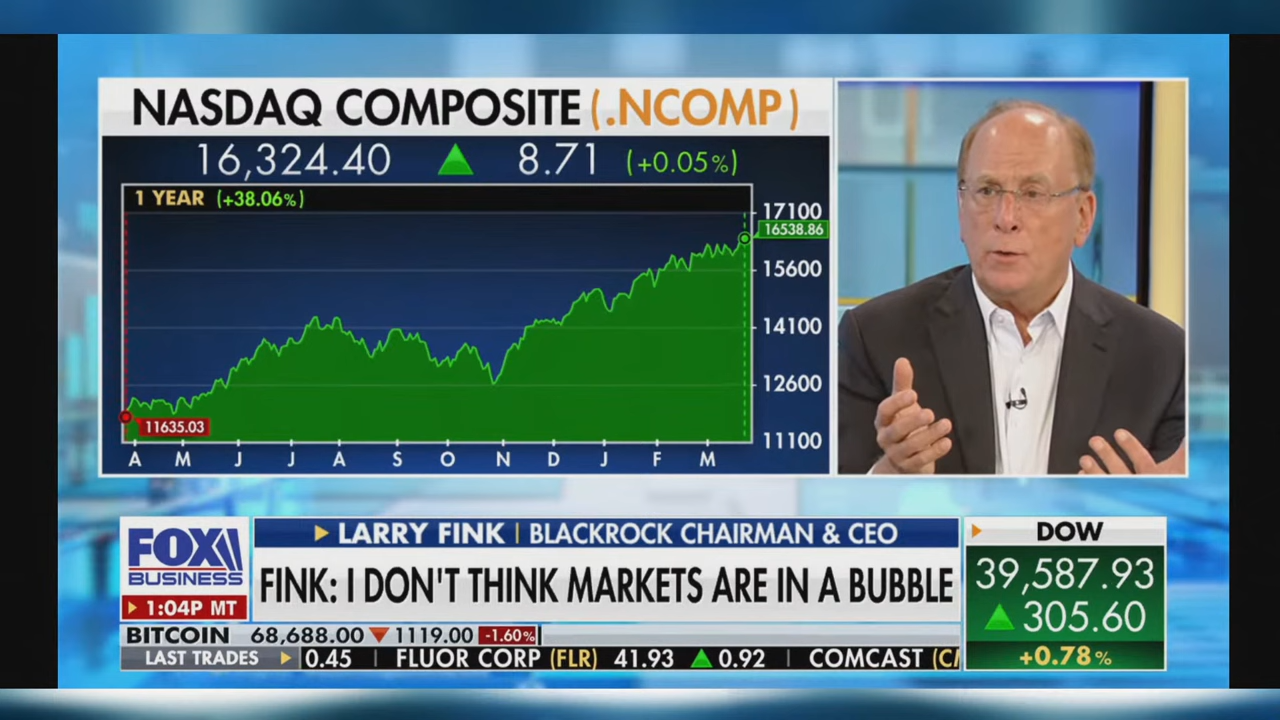 NASDAQ COMPOSITE (.NCOMP)
16,324.40 ▲ 8.71 (+0.05%)
1 YEAR (+38.06%)
17100
16538.86
15600
14100
12600
11635.03
11100
A M J J A S O N D J F M
FOX BUSINESS
1:04P MT
LARRY FINK | BLACKROCK CHAIRMAN & CEO
FINK: I DON'T THINK MARKETS ARE IN A BUBBLE
DOW
39,587.93
▲ 305.60
+0.78%
BITCOIN 68,688.00 ▼ 1119.00 -1.60%
LAST TRADES 0.45 | FLUOR CORP (FLR) 41.93 ▲ 0.92 | COMCAST